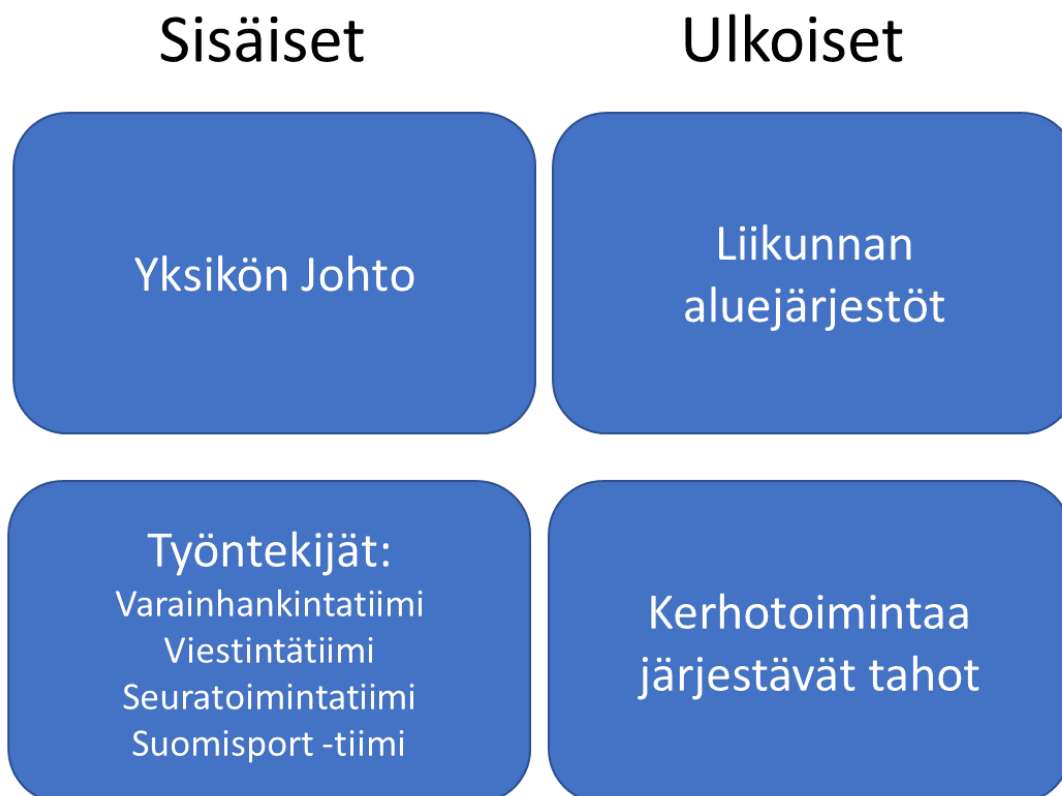 Sisäiset
Ulkoiset
Yksikön Johto
Liikunnan
aluejärjestöt
Työntekijät:
Varainhankintatiimi
Viestintätiimi
Seuratoimintatiimi
Suomisport -tiimi
Kerhotoimintaa
järjestävät tahot